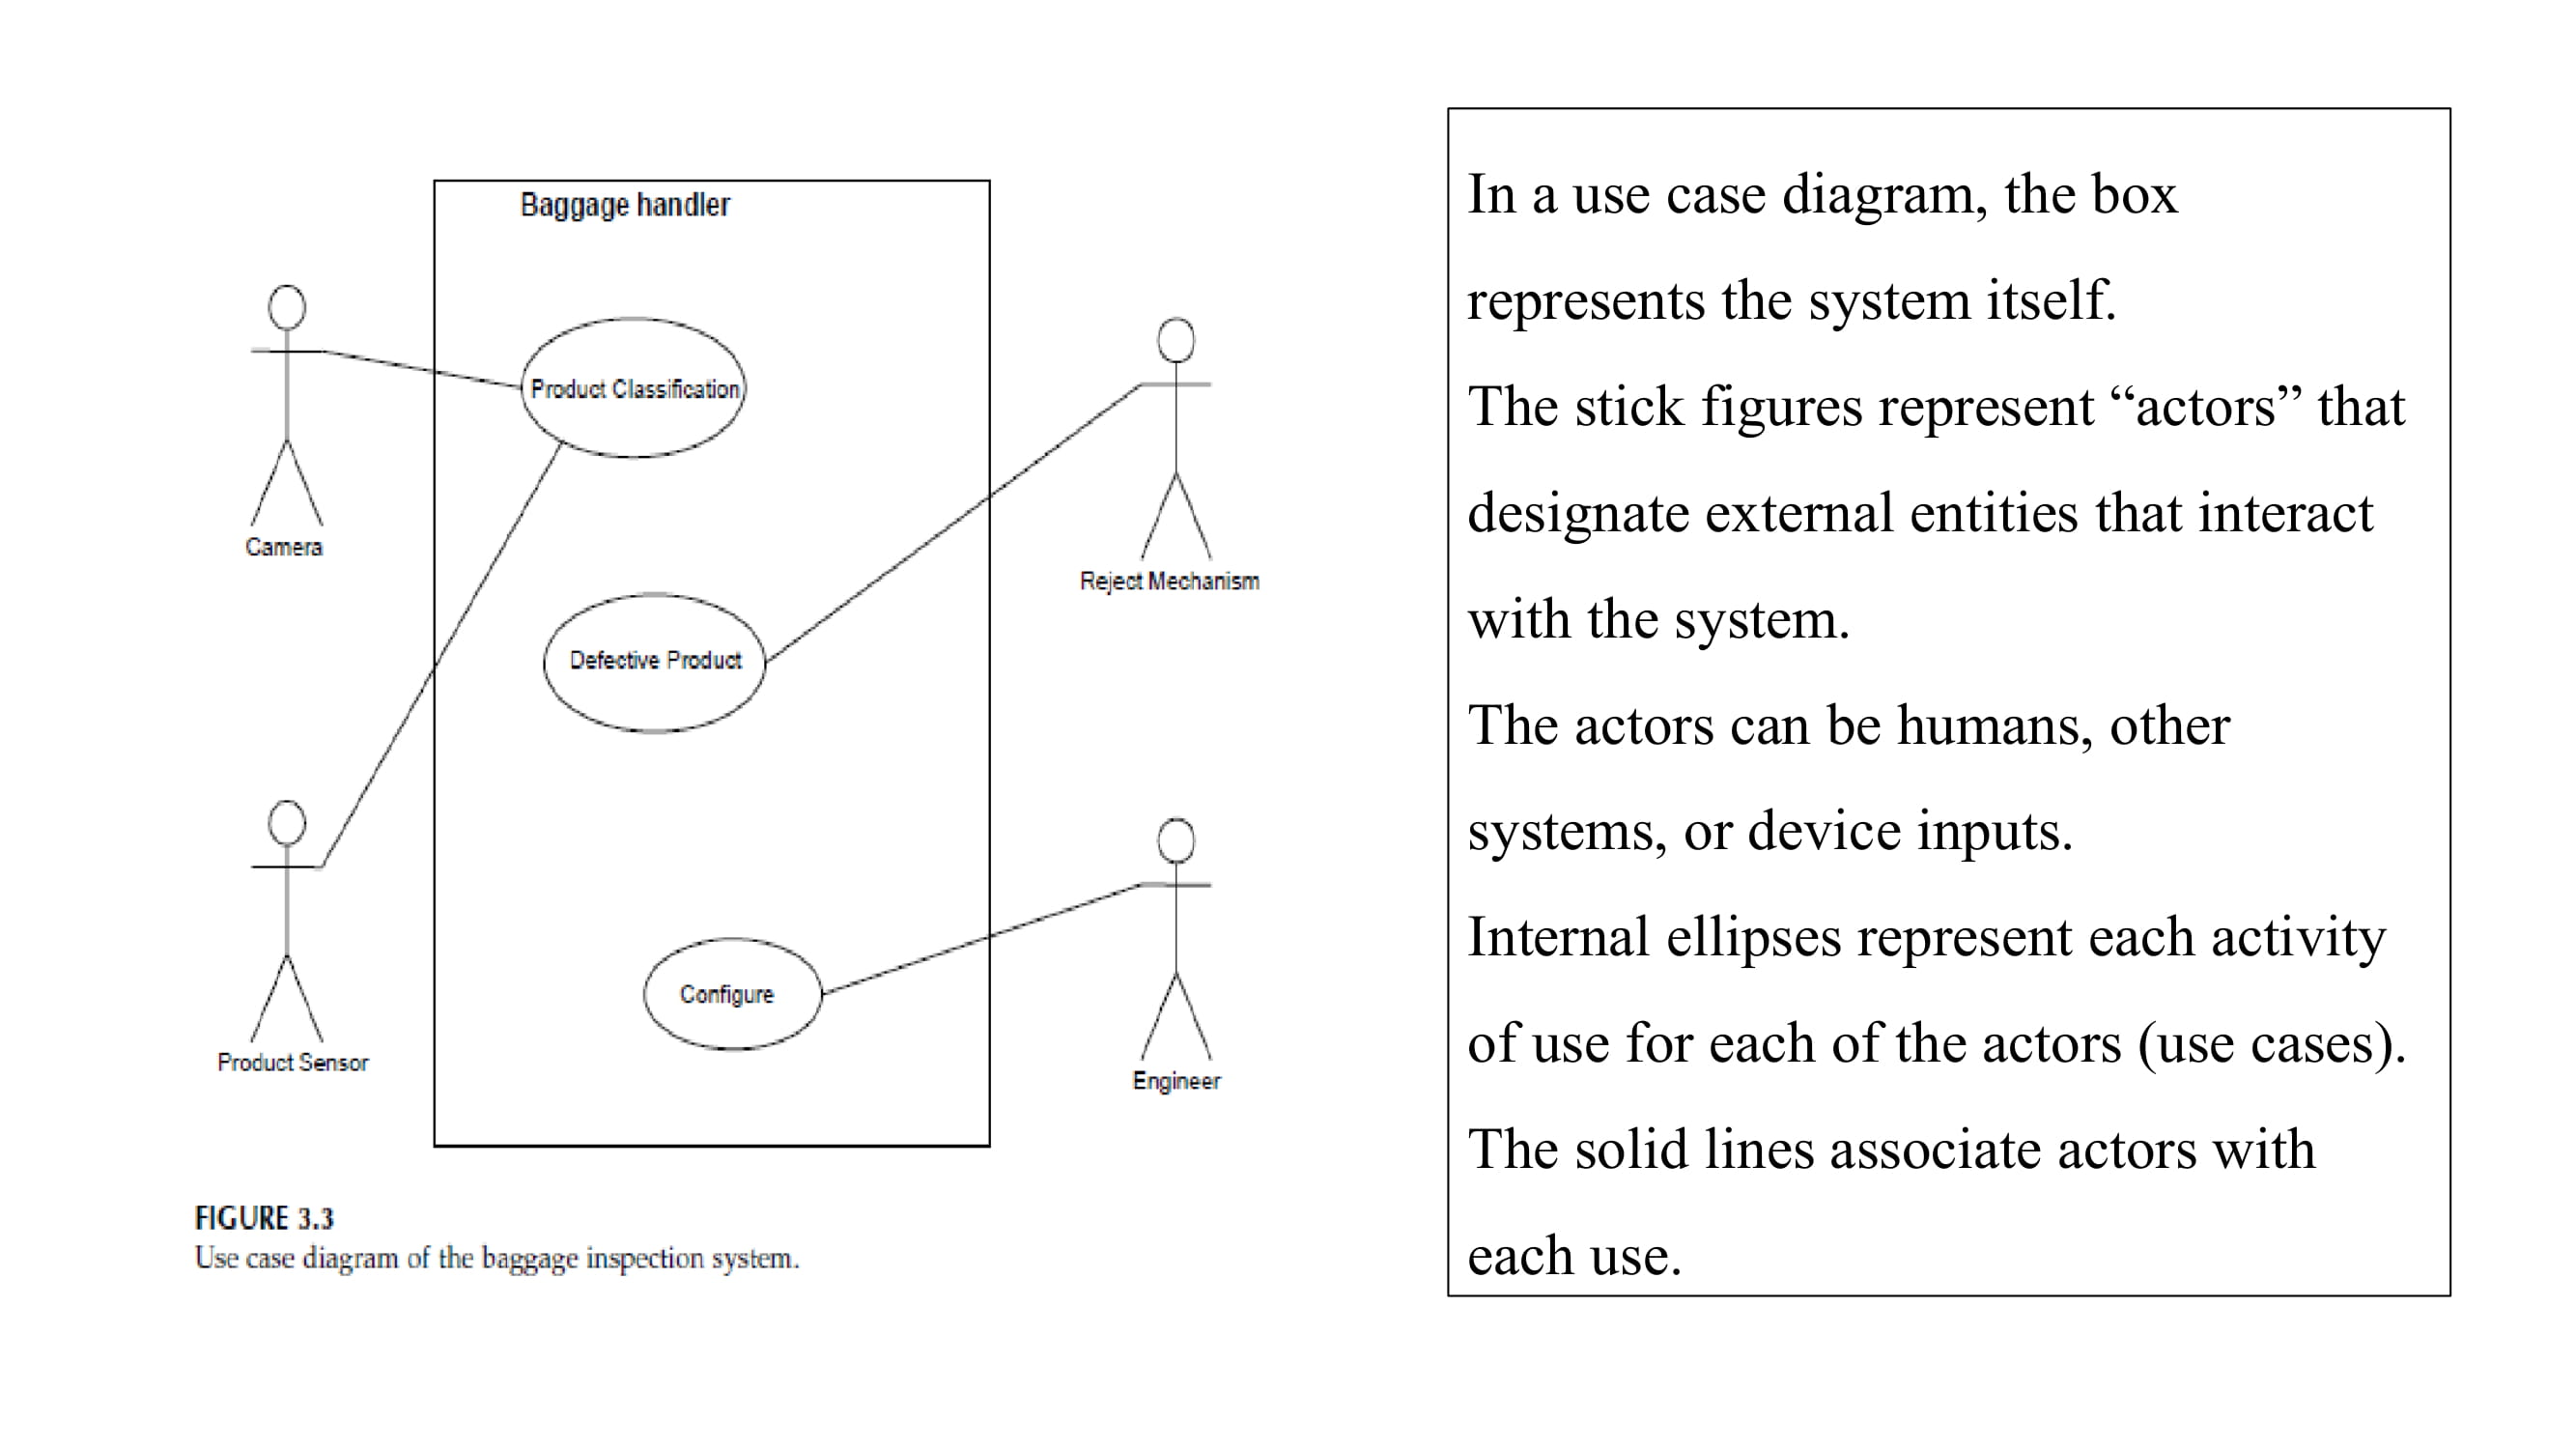 Baggage handler
Product Classification
Camera
Reject Mechanism
Defective Product
Configure
Product Sensor
Engineer
FIGURE 3.3
Use case diagram of the baggage inspection system.
In a use case diagram, the box
represents the system itself.
The stick figures represent “actors” that
designate external entities that interact
with the system.
The actors can be humans, other
systems, or device inputs.
Internal ellipses represent each activity
of use for each of the actors (use cases).
The solid lines associate actors with
each use.